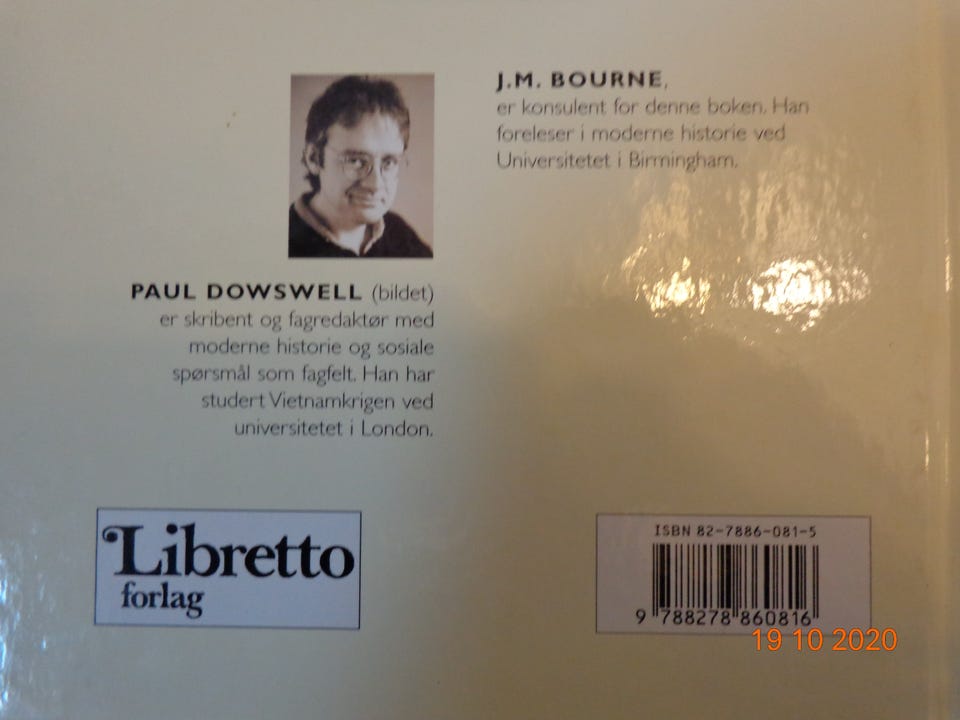 J.M. BOURNE,
er konsulent for denne boken. Han
foreleser i moderne historie ved
Universitetet i Birmingham.
PAUL DOWSWELL (bildet)
er skribent og fagredaktør med
moderne historie og sosiale
spørsmål som fagfelt. Han har
studert Vietnamkrigen ved
universitetet i London.
Libretto
forlag
ISBN 82-7886-081-5
9 788278 860816
19 10 2020